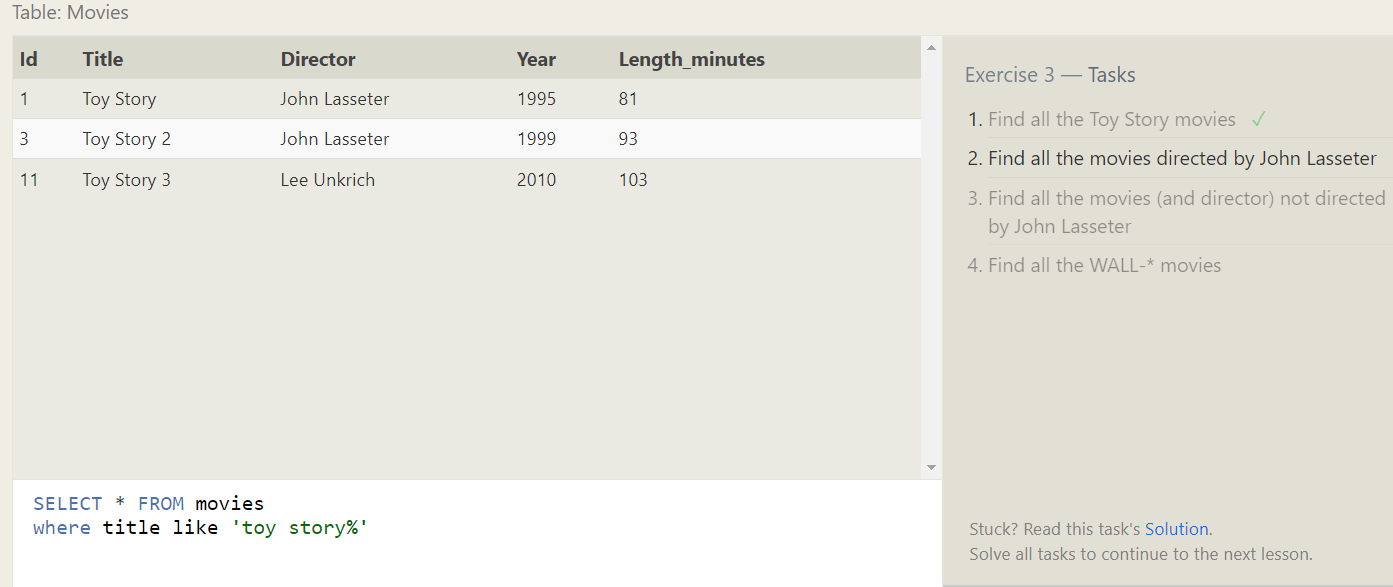 Table: Movies
Id Title Director Year Length_minutes
1 Toy Story John Lasseter 1995 81
3 Toy Story 2 John Lasseter 1999 93
11 Toy Story 3 Lee Unkrich 2010 103
SELECT * FROM movies
where title like 'toy story%'
Exercise 3 — Tasks
1. Find all the Toy Story movies ✓
2. Find all the movies directed by John Lasseter
3. Find all the movies (and director) not directed
by John Lasseter
4. Find all the WALL-* movies
Stuck? Read this task's Solution.
Solve all tasks to continue to the next lesson.